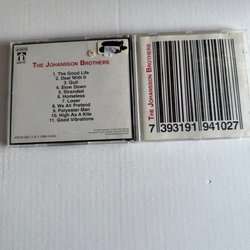 THE JOHANSSON BROTHERS
1. The Good Life
2. Deal With It
3. Quli
4. Slow Down
5. Stranded
6. Homeless
7. Loser
8. We All Pretend
9. Polyester Man
10. High As A Kite
11. Good Vibrations
THE JOHANSSON BROTHERS
7 393191 941027